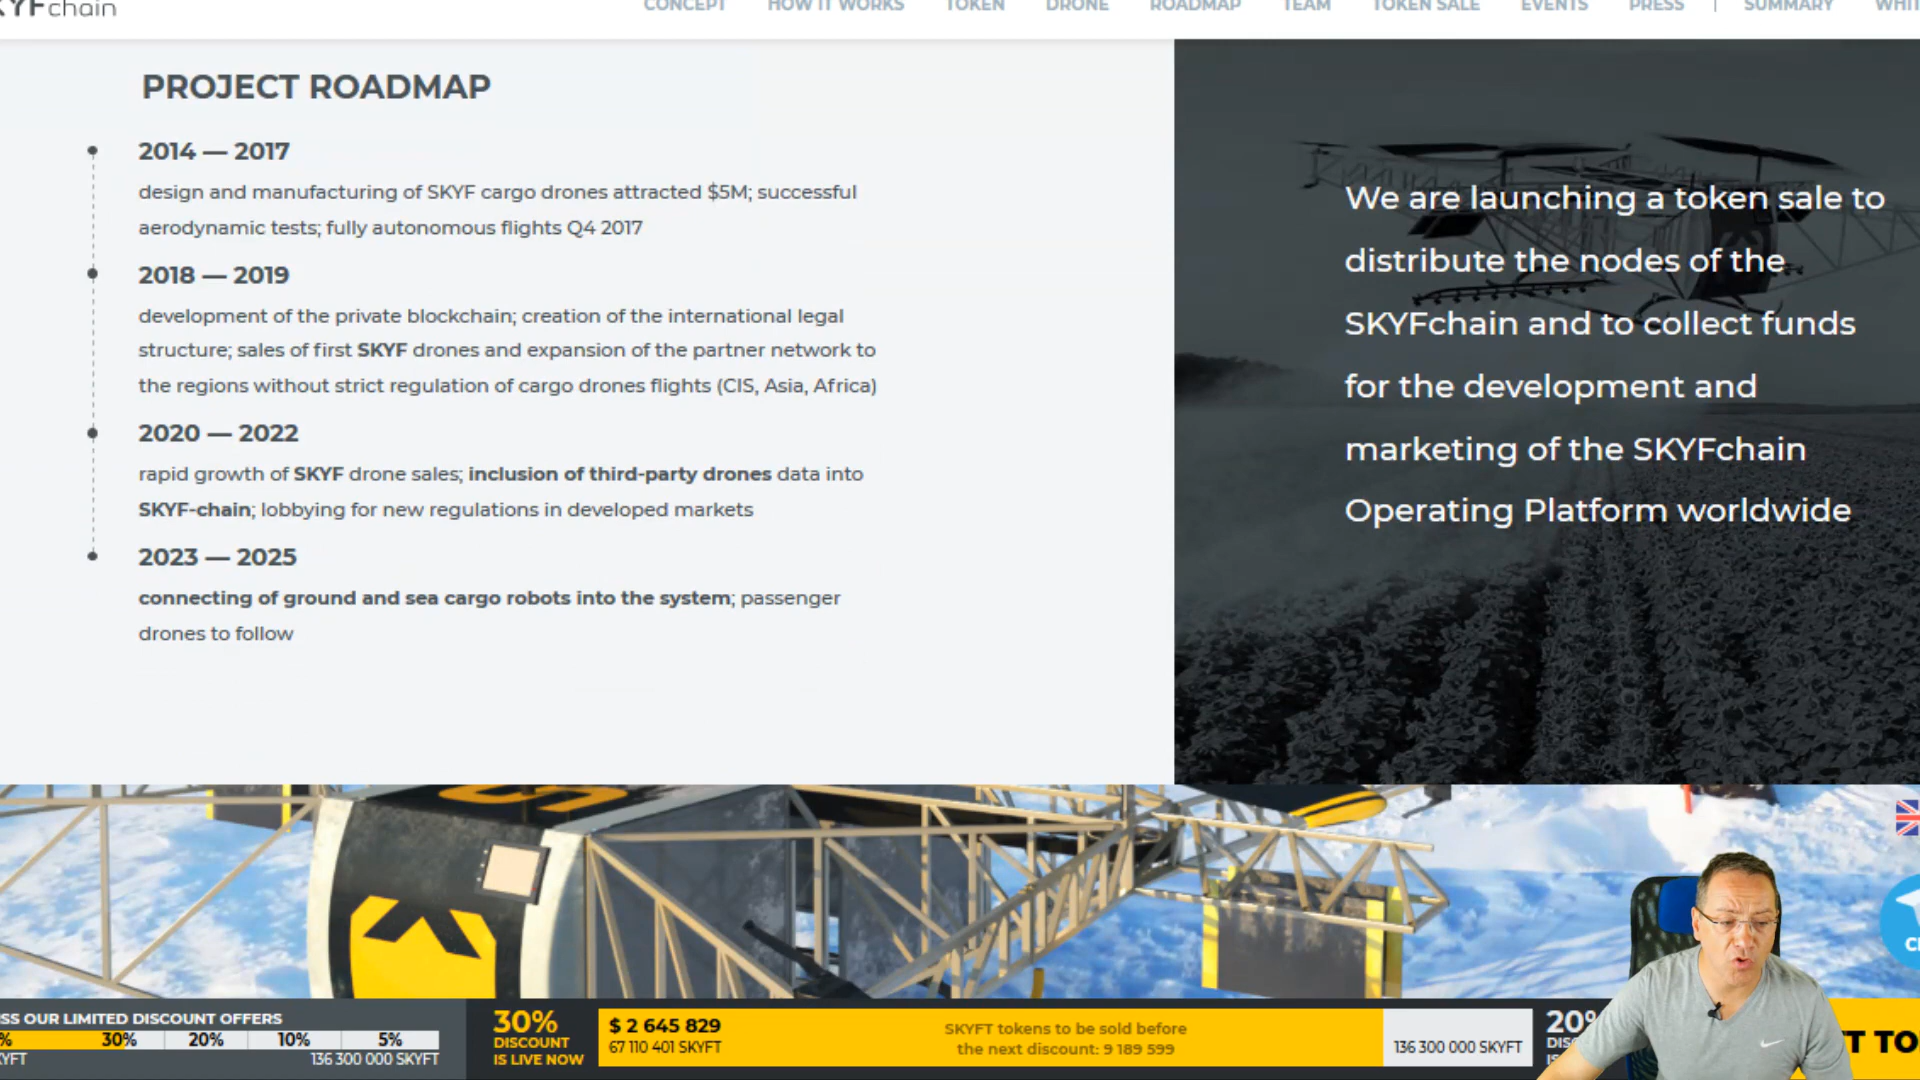 SKYFchain
CONCEPT HOW IT WORKS TOKEN DRONE ROADMAP TEAM TOKEN SALE EVENTS PRESS | SUMMARY
PROJECT ROADMAP
2014 — 2017
design and manufacturing of SKYF cargo drones attracted $5M; successful
aerodynamic tests; fully autonomous flights Q4 2017
2018 — 2019
development of the private blockchain; creation of the international legal
structure; sales of first SKYF drones and expansion of the partner network to
the regions without strict regulation of cargo drones flights (CIS, Asia, Africa)
2020 — 2022
rapid growth of SKYF drone sales; inclusion of third-party drones data into
SKYF-chain; lobbying for new regulations in developed markets
2023 — 2025
connecting of ground and sea cargo robots into the system; passenger
drones to follow
We are launching a token sale to
distribute the nodes of the
SKYFchain and to collect funds
for the development and
marketing of the SKYFchain
Operating Platform worldwide
SS OUR LIMITED DISCOUNT OFFERS
% 30% 20% 10% 5%
KYFT 136 300 000 SKYFT
30%
DISCOUNT
IS LIVE NOW
$ 2 645 829
67 110 401 SKYFT
SKYFT tokens to be sold before
the next discount: 9 189 599
136 300 000 SKYFT
20%
T TO